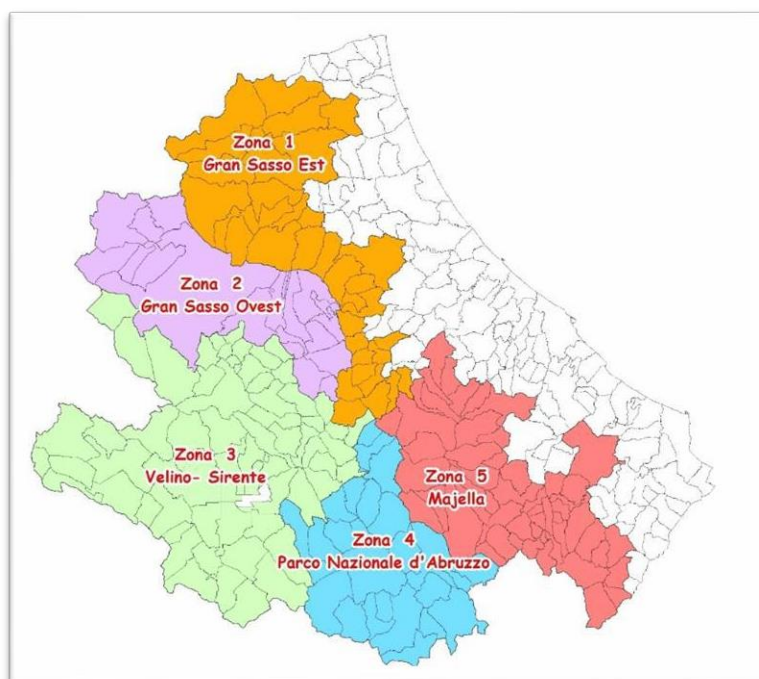 Zona 1
Gran Sasso Est
Zona 2
Gran Sasso Ovest
Zona 3
Velino- Sirente
Zona 5
Majella
Zona 4
Parco Nazionale d'Abruzzo